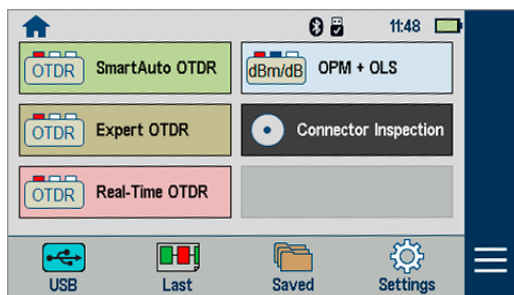 11:48
OTDR SmartAuto OTDR
dBm/dB OPM + OLS
OTDR Expert OTDR
Connector Inspection
OTDR Real-Time OTDR
USB
Last
Saved
Settings